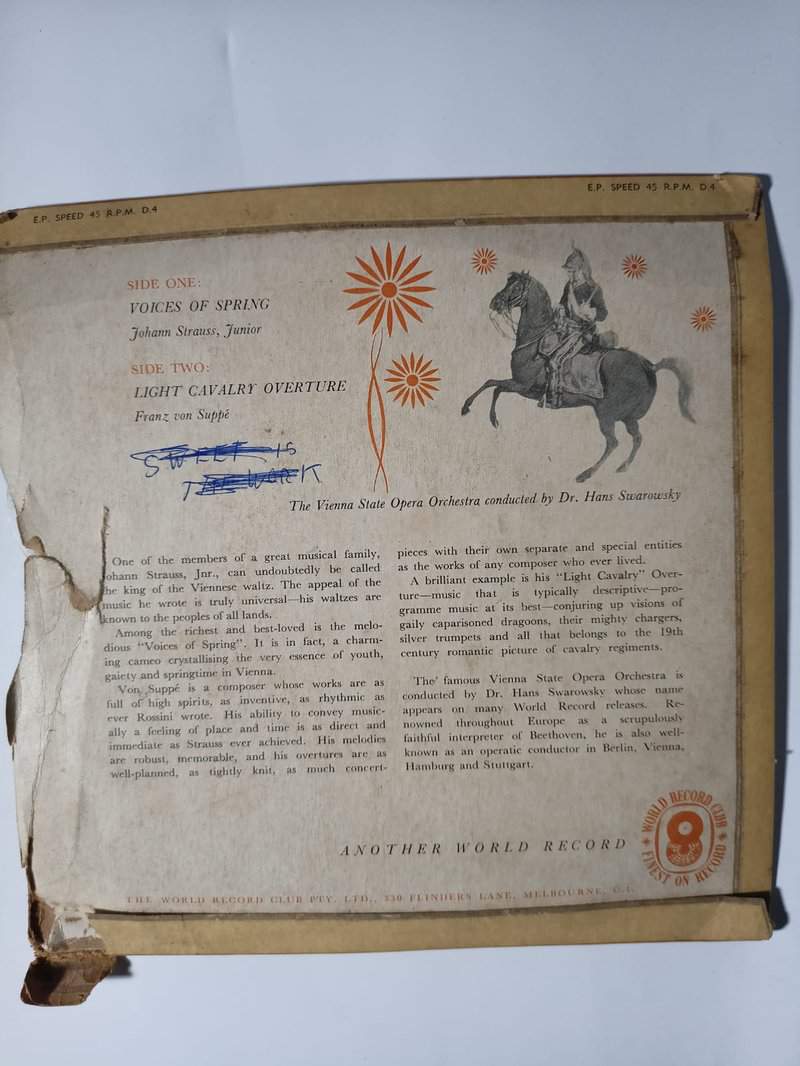 E.P. SPEED 45 R.P.M. D.4
E.P. SPEED 45 R.P.M. D.4
SIDE ONE:
VOICES OF SPRING
Johann Strauss, Junior
SIDE TWO:
LIGHT CAVALRY OVERTURE
Franz von Suppé
SWEET IS
THE WORK
The Vienna State Opera Orchestra conducted by Dr. Hans Swarowsky
One of the members of a great musical family,
ohann Strauss, Jnr., can undoubtedly be called
he king of the Viennese waltz. The appeal of the
music he wrote is truly universal—his waltzes are
known to the peoples of all lands.
Among the richest and best-loved is the melo-
dious "Voices of Spring". It is in fact, a charm-
ing cameo crystallising the very essence of youth,
gaiety and springtime in Vienna.
Von Suppé is a composer whose works are as
full of high spirits, as inventive, as rhythmic as
ever Rossini wrote. His ability to convey music-
ally a feeling of place and time is as direct and
immediate as Strauss ever achieved. His melodies
are robust, memorable, and his overtures are as
well-planned, as tightly knit, as much concert-
pieces with their own separate and special entities
as the works of any composer who ever lived.
A brilliant example is his "Light Cavalry" Over-
ture—music that is typically descriptive—pro-
gramme music at its best—conjuring up visions of
gaily caparisoned dragoons, their mighty chargers,
silver trumpets and all that belongs to the 19th
century romantic picture of cavalry regiments.
The famous Vienna State Opera Orchestra is
conducted by Dr. Hans Swarowsky whose name
appears on many World Record releases. Re-
nowned throughout Europe as a scrupulously
faithful interpreter of Beethoven, he is also well-
known as an operatic conductor in Berlin, Vienna,
Hamburg and Stuttgart.
ANOTHER WORLD RECORD
WORLD RECORD CLUB
FINEST ON RECORD
THE WORLD RECORD CLUB PTY. LTD., 330 FLINDERS LANE, MELBOURNE, C.1.